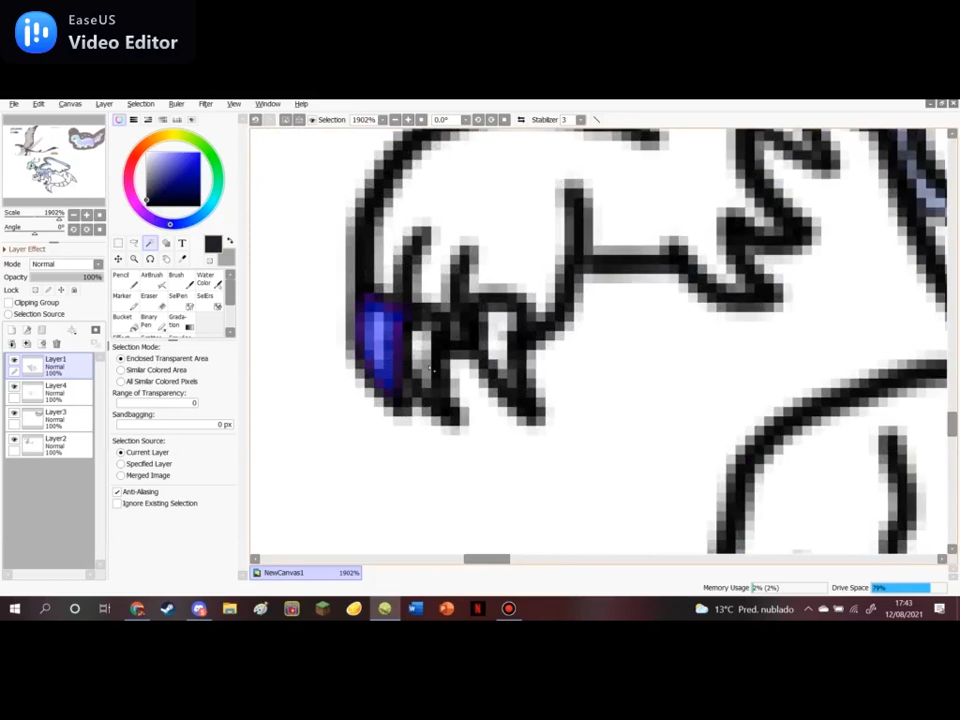 EaseUS
Video Editor
File Edit Canvas Layer Selection Ruler Filter View Window Help
Selection 1902% 0.0° Stabilizer 3
Scale 1902%
Angle 0°
Layer Effect
Mode Normal
Opacity 100%
Lock
Clipping Group
Selection Source
Layer1
Normal
100%
Layer4
Normal
100%
Layer3
Normal
100%
Layer2
Normal
100%
T
Pencil AirBrush Brush Water Color
Marker Eraser SelPen SelErs
Bucket Binary Pen Grada-tion
Selection Mode:
Enclosed Transparent Area
Similar Colored Area
All Similar Colored Pixels
Range of Transparency:
0
Sandbagging:
0 px
Selection Source:
Current Layer
Specified Layer
Merged Image
Anti-Aliasing
Ignore Existing Selection
NewCanvas1 1902%
Memory Usage 2% (2%) Drive Space 79%
13°C Pred. nublado
17:43
12/08/2021